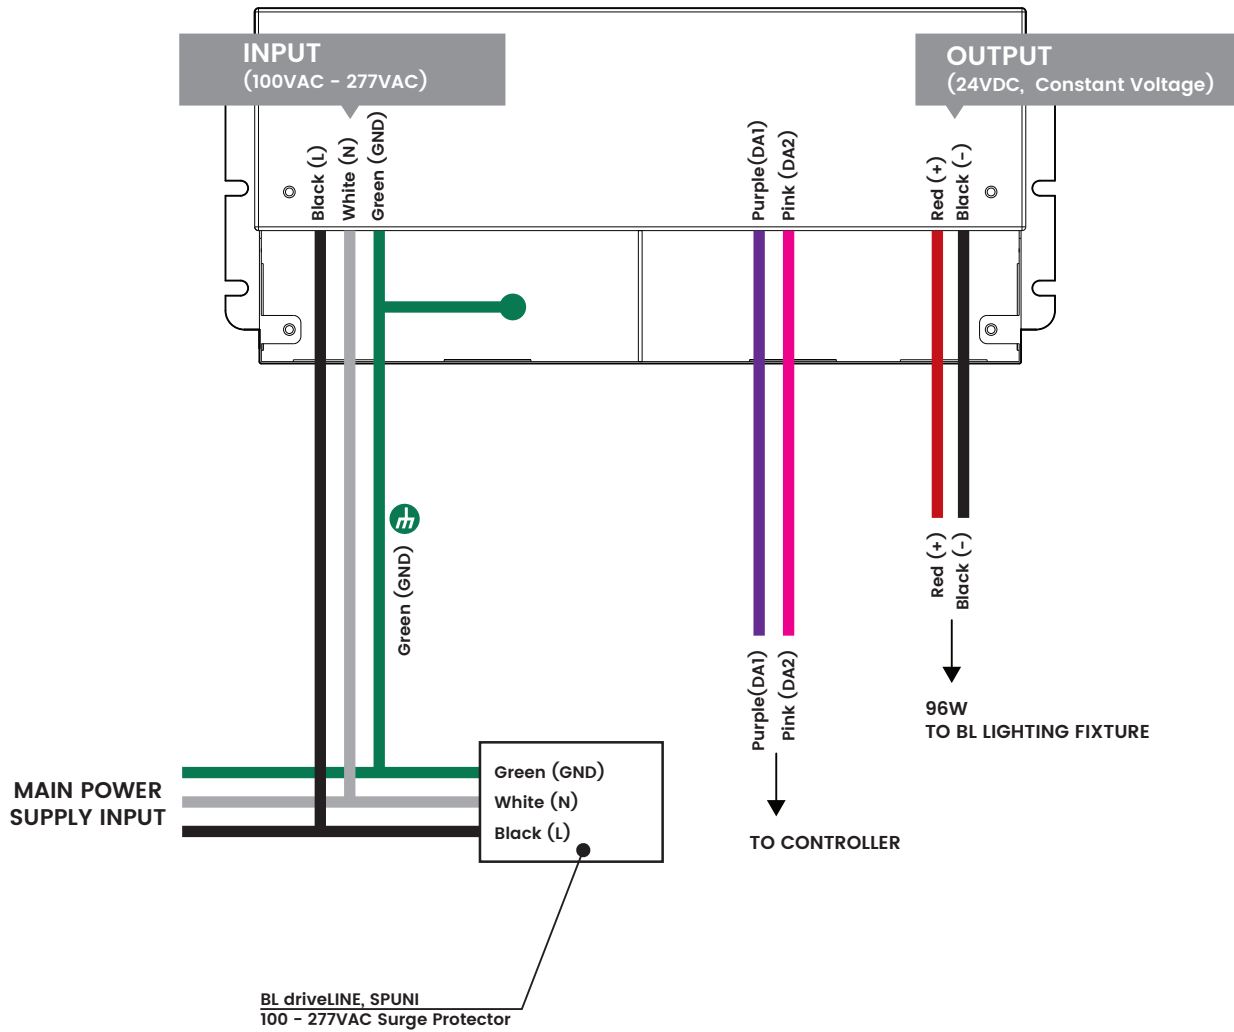 INPUT
(100VAC - 277VAC)
OUTPUT
(24VDC, Constant Voltage)
Black (L)
White (N)
Green (GND)
Purple(DA1)
Pink (DA2)
Red (+)
Black (-)
Green (GND)
Red (+)
Black (-)
Purple(DA1)
Pink (DA2)
96W
TO BL LIGHTING FIXTURE
MAIN POWER
SUPPLY INPUT
Green (GND)
White (N)
Black (L)
TO CONTROLLER
BL driveLINE, SPUNI
100 - 277VAC Surge Protector